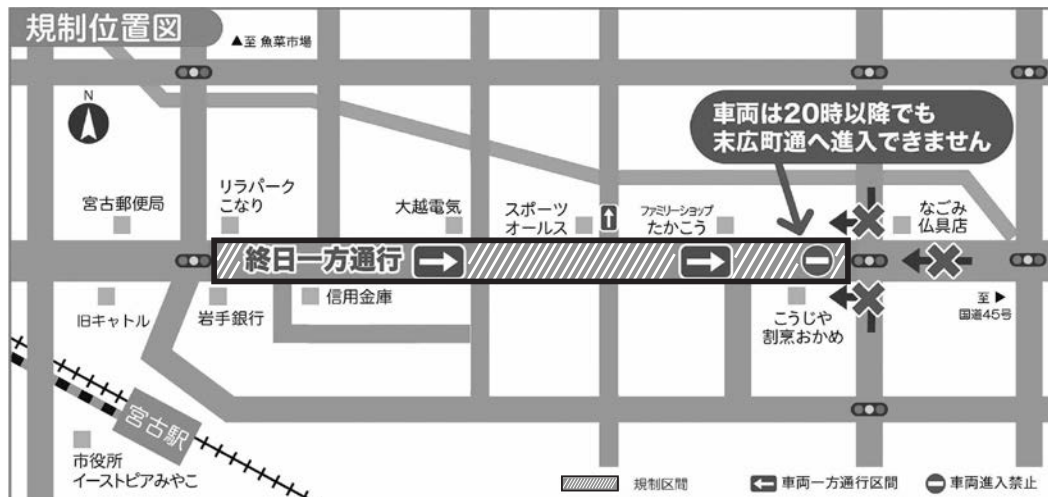 規制位置図
▲至 魚菜市場
N
車両は20時以降でも
末広町通へ進入できません
宮古郵便局
リラパーク
こなり
大越電気
スポーツ
オールス
ファミリーショップ
たかこう
なごみ
仏具店
終日一方通行
旧キャトル
岩手銀行
信用金庫
こうじや
割烹おかめ
至 ▶
国道45号
宮古駅
市役所
イーストピアみやこ
規制区間
車両一方通行区間
車両進入禁止